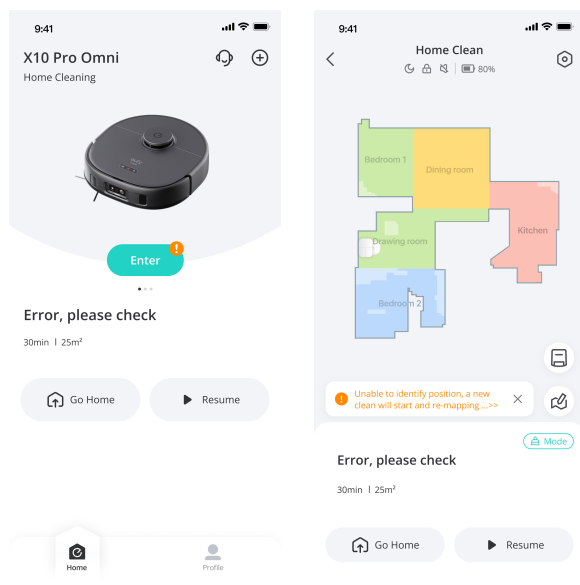 9:41
X10 Pro Omni
Home Cleaning
eufy
Enter
!
Error, please check
30min | 25m²
Go Home
Resume
Home
Profile
9:41
Home Clean
80%
Bedroom 1
Dining room
Kitchen
Drawing room
Bedroom 2
! Unable to identify position, a new
clean will start and re-mapping ...>>
Mode
Error, please check
30min | 25m²
Go Home
Resume